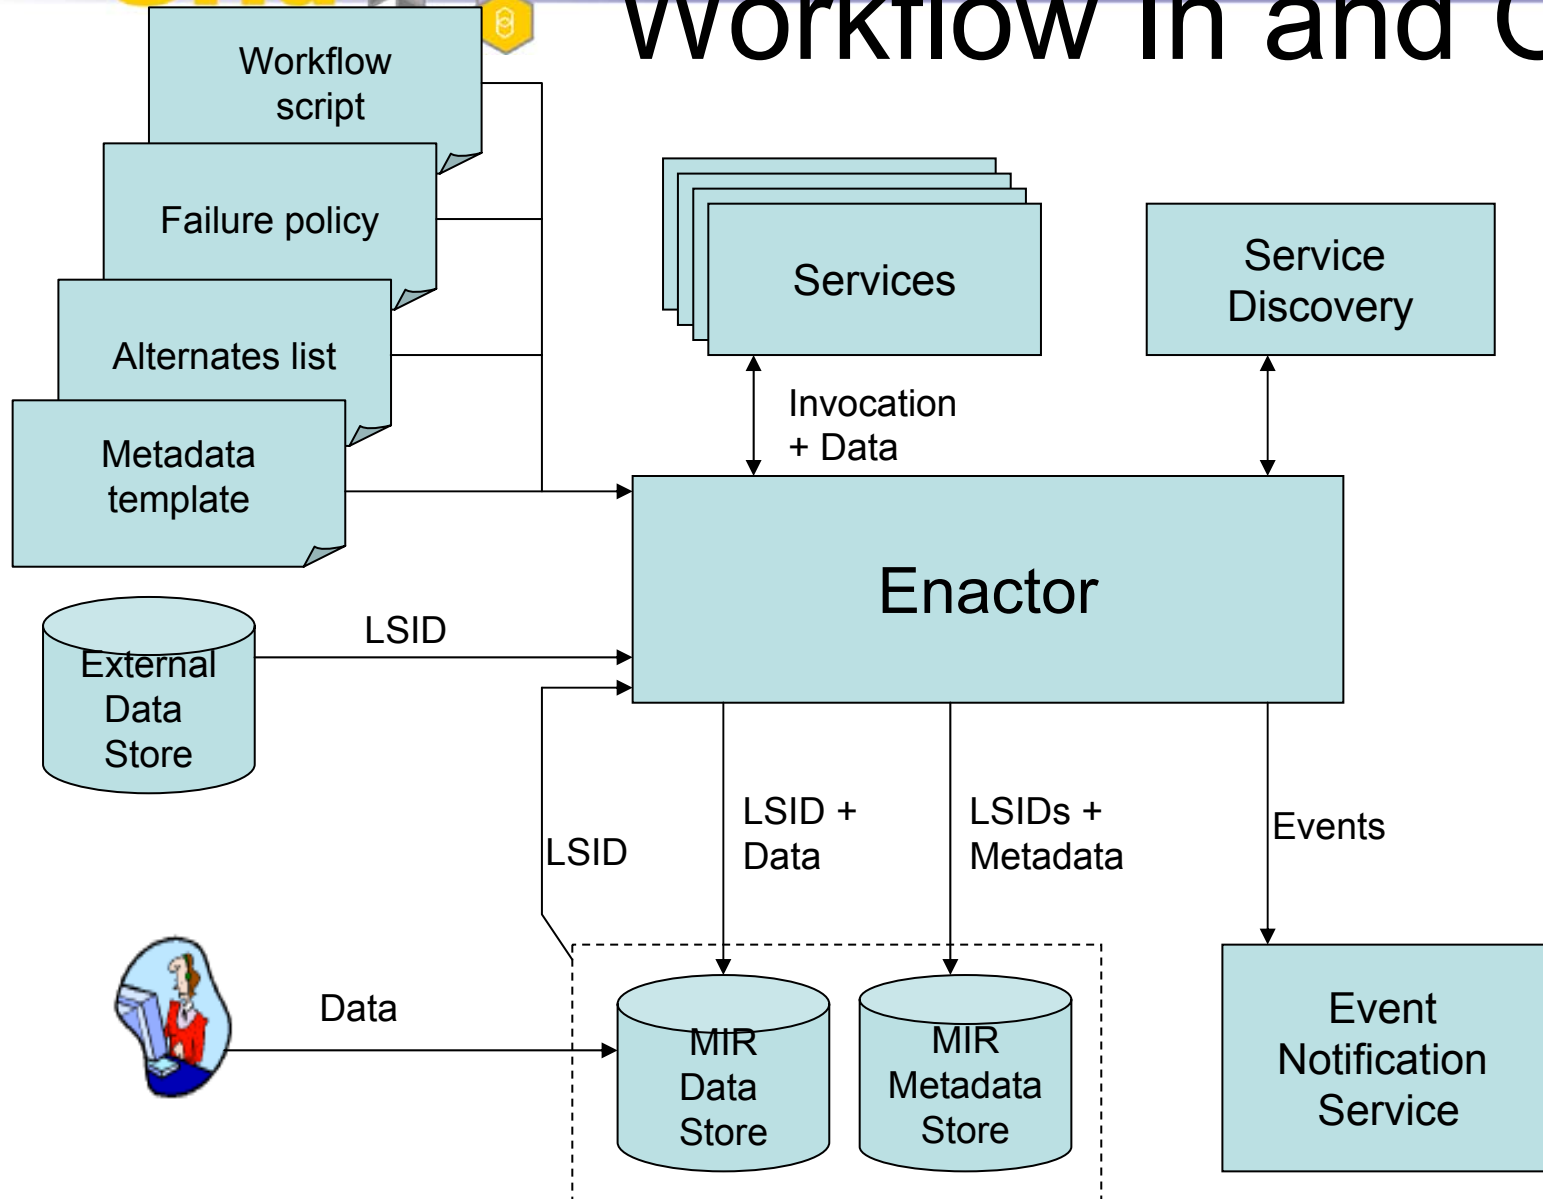 Workflow In and
Workflow
script
Failure policy
Alternates list
Metadata
template
Services
Service
Discovery
Invocation
+ Data
Enactor
LSID
External
Data
Store
LSID
LSID +
Data
LSIDs +
Metadata
Events
Data
MIR
Data
Store
MIR
Metadata
Store
Event
Notification
Service